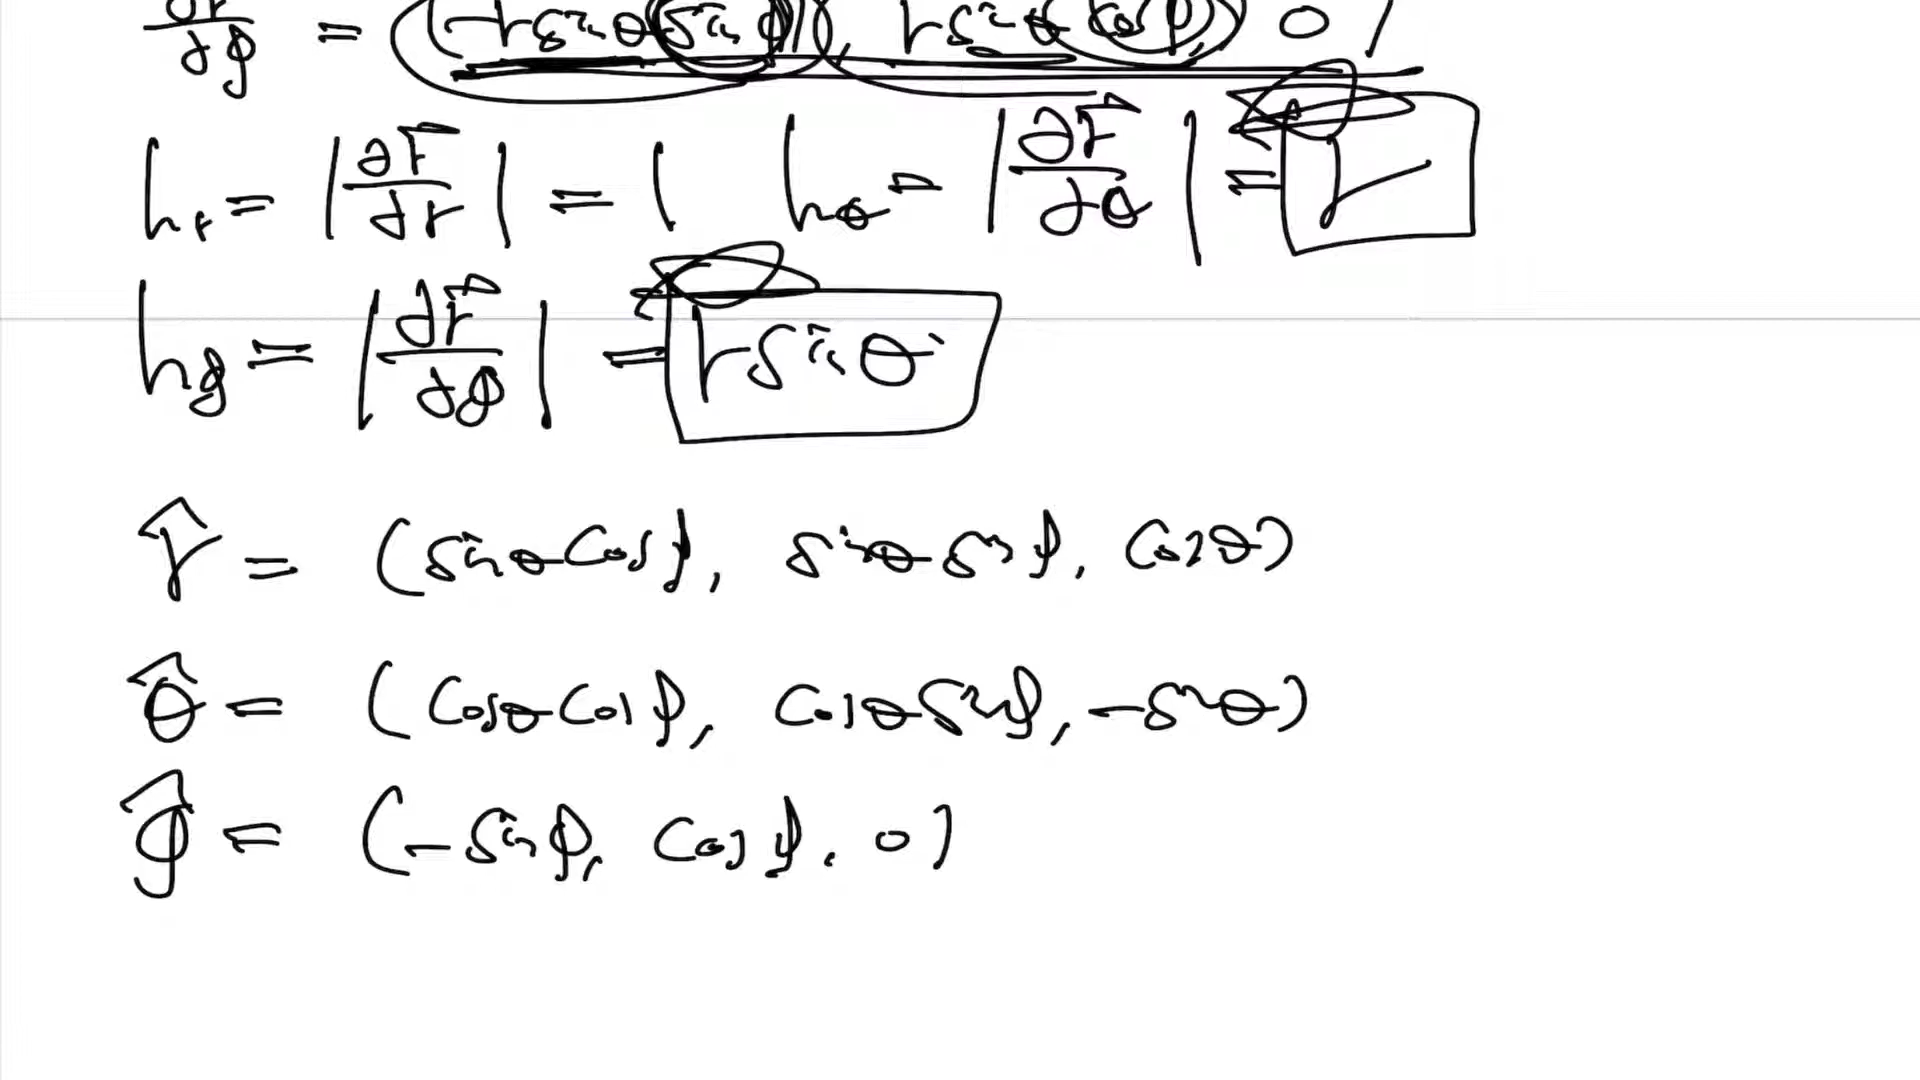 ∂r/∂φ = (-r sinθ sinφ, r sinθ cosφ, 0)
h_r = |∂r⃗/∂r| = 1 h_θ = |∂r⃗/∂θ| = r
h_φ = |∂r⃗/∂φ| = r sinθ
r̂ = (sinθ cosφ, sinθ sinφ, cosθ)
θ̂ = (cosθ cosφ, cosθ sinφ, -sinθ)
φ̂ = (-sinφ, cosφ, 0)